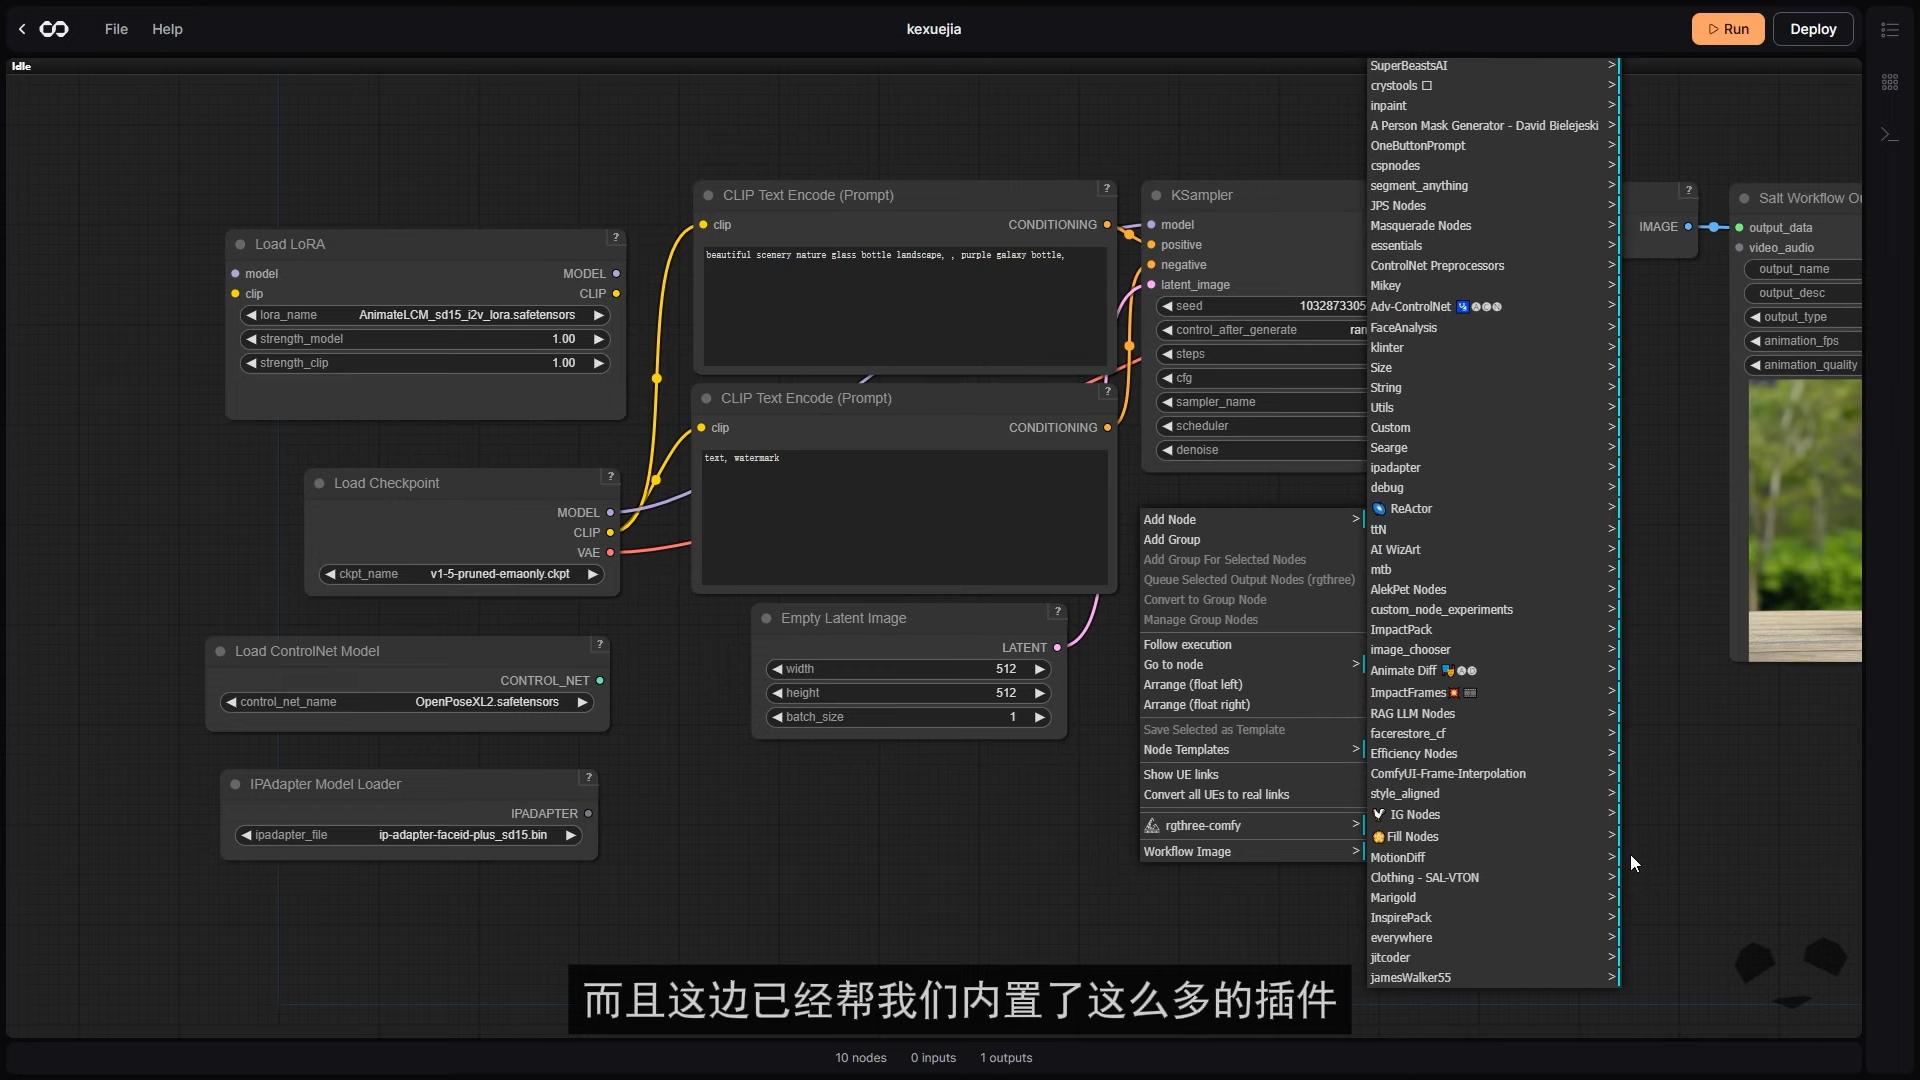 File
Help
kexuejia
Run
Deploy
Idle
Load LoRA
?
model
MODEL
clip
CLIP
lora_name
AnimateLCM_sd15_i2v_lora.safetensors
strength_model
1.00
strength_clip
1.00
Load Checkpoint
?
MODEL
CLIP
VAE
ckpt_name
v1-5-pruned-emaonly.ckpt
Load ControlNet Model
?
CONTROL_NET
control_net_name
OpenPoseXL2.safetensors
IPAdapter Model Loader
?
IPADAPTER
ipadapter_file
ip-adapter-faceid-plus_sd15.bin
CLIP Text Encode (Prompt)
?
clip
CONDITIONING
beautiful scenery nature glass bottle landscape, , purple galaxy bottle,
CLIP Text Encode (Prompt)
?
clip
CONDITIONING
text, watermark
Empty Latent Image
?
LATENT
width
512
height
512
batch_size
1
KSampler
model
positive
negative
latent_image
seed
1032873305
control_after_generate
ran
steps
cfg
sampler_name
scheduler
denoise
Add Node >
Add Group
Add Group For Selected Nodes
Queue Selected Output Nodes (rgthree)
Convert to Group Node
Manage Group Nodes
Follow execution
Go to node >
Arrange (float left)
Arrange (float right)
Save Selected as Template
Node Templates >
Show UE links
Convert all UEs to real links
rgthree-comfy >
Workflow Image >
SuperBeastsAI >
crystools >
inpaint >
A Person Mask Generator - David Bielejeski >
OneButtonPrompt >
cspnodes >
segment_anything >
JPS Nodes >
Masquerade Nodes >
essentials >
ControlNet Preprocessors >
Mikey >
Adv-ControlNet 🛂🅐🅒🅝 >
FaceAnalysis >
klinter >
Size >
String >
Utils >
Custom >
Searge >
ipadapter >
debug >
ReActor >
ttN >
AI WizArt >
mtb >
AlekPet Nodes >
custom_node_experiments >
ImpactPack >
image_chooser >
Animate Diff 🎭🅐🅓 >
ImpactFrames💥🎞️ >
RAG LLM Nodes >
facerestore_cf >
Efficiency Nodes >
ComfyUI-Frame-Interpolation >
style_aligned >
IG Nodes >
Fill Nodes >
MotionDiff >
Clothing - SAL-VTON >
Marigold >
InspirePack >
everywhere >
jitcoder >
jamesWalker55 >
?
IMAGE
Salt Workflow Ou
output_data
video_audio
output_name
output_desc
output_type
animation_fps
animation_quality
而且这边已经帮我们内置了这么多的插件
10 nodes
0 inputs
1 outputs